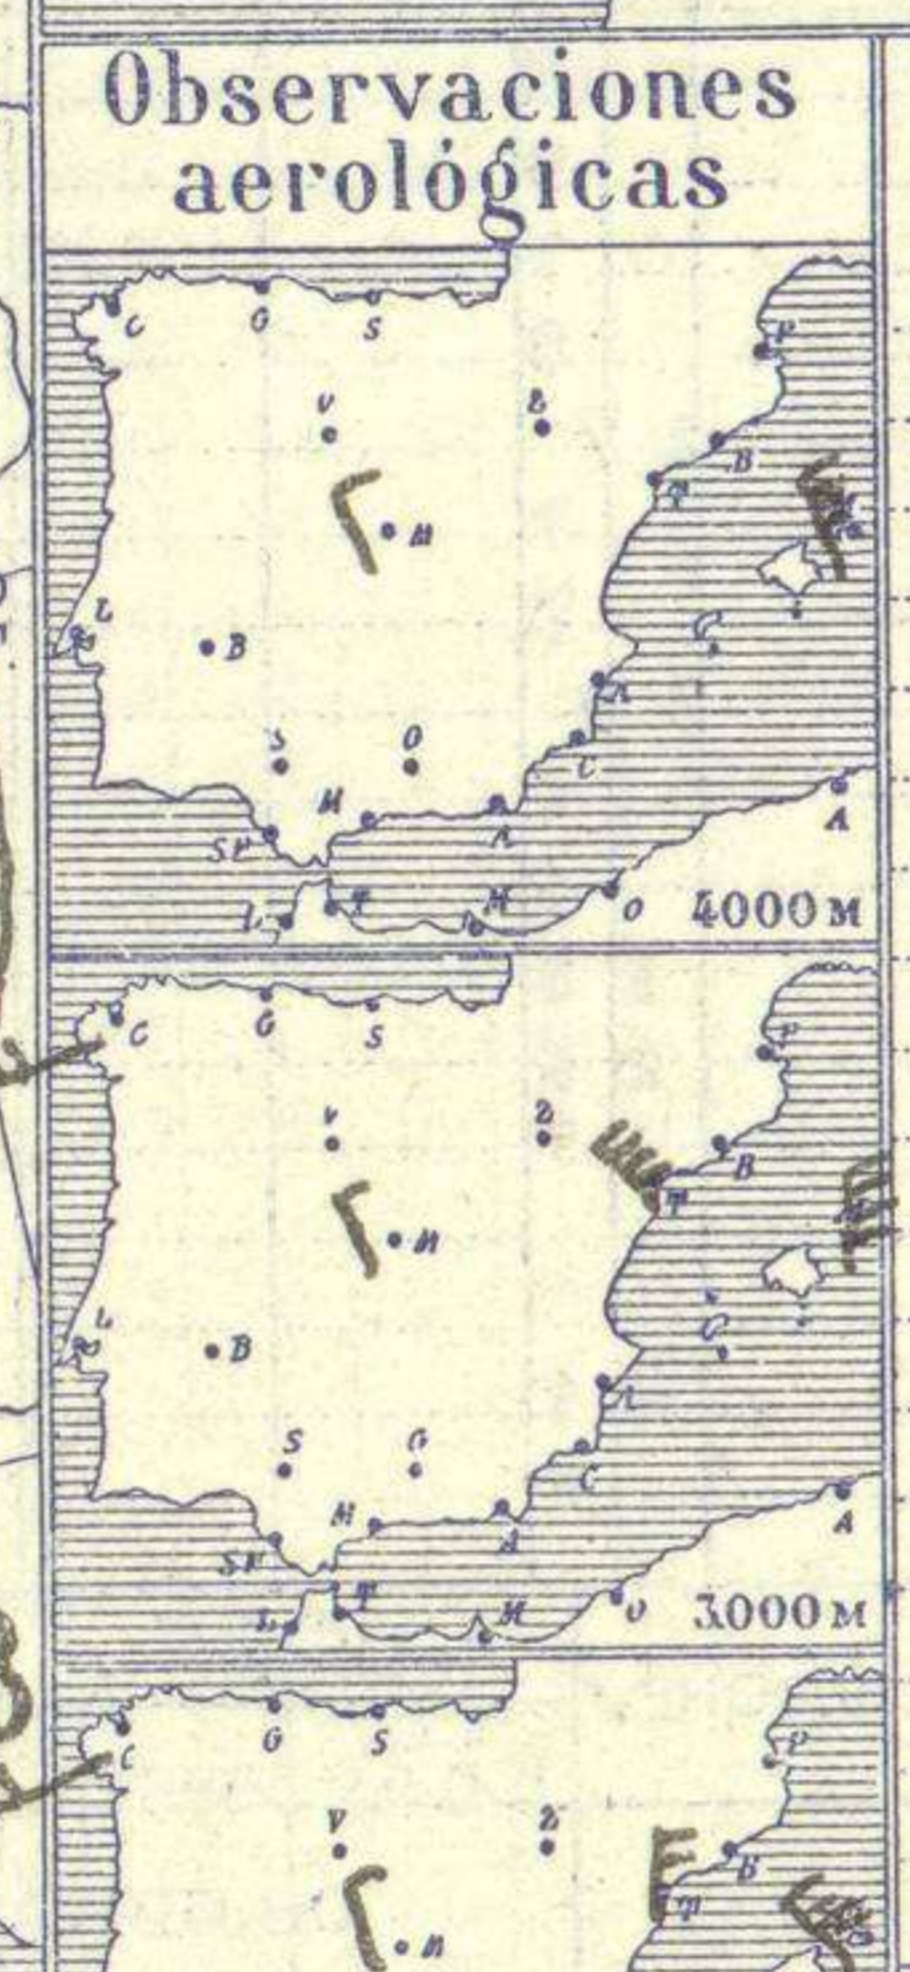 Observaciones
aerológicas
C G S
P
V Z
B
T
M
L
B
A
S G
C
M A
A
S.F
L T M
O 4000 M
C G S
P
V Z
B
T
M
L
B
A
S G
C
M A
A
S.F
L T M
O 3000 M
C G S
P
V Z
B
T
M